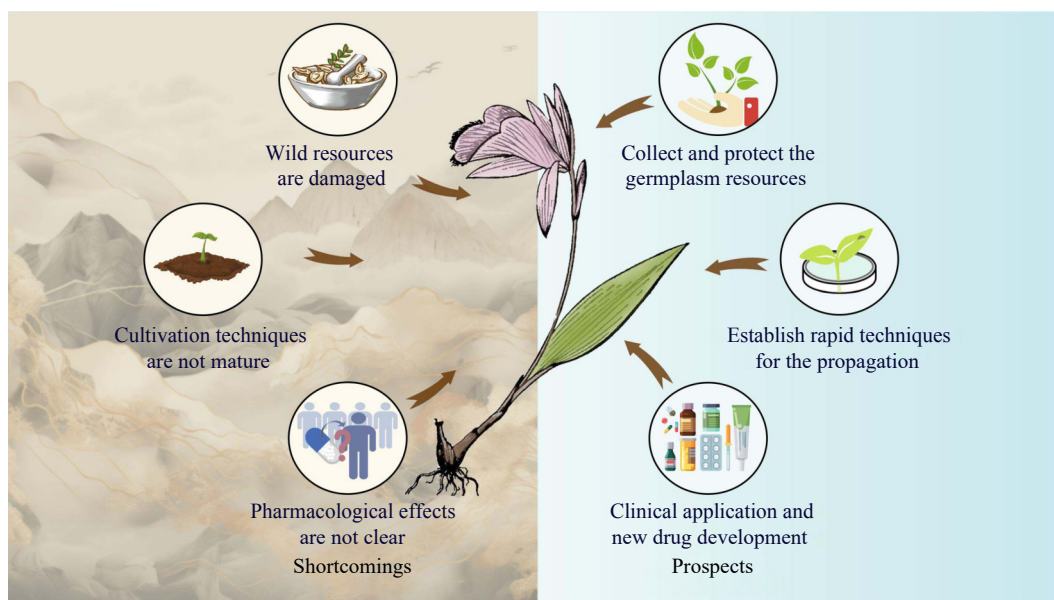 Wild resources
are damaged
Cultivation techniques
are not mature
Pharmacological effects
are not clear
Shortcomings
Collect and protect the
germplasm resources
Establish rapid techniques
for the propagation
Clinical application and
new drug development
Prospects